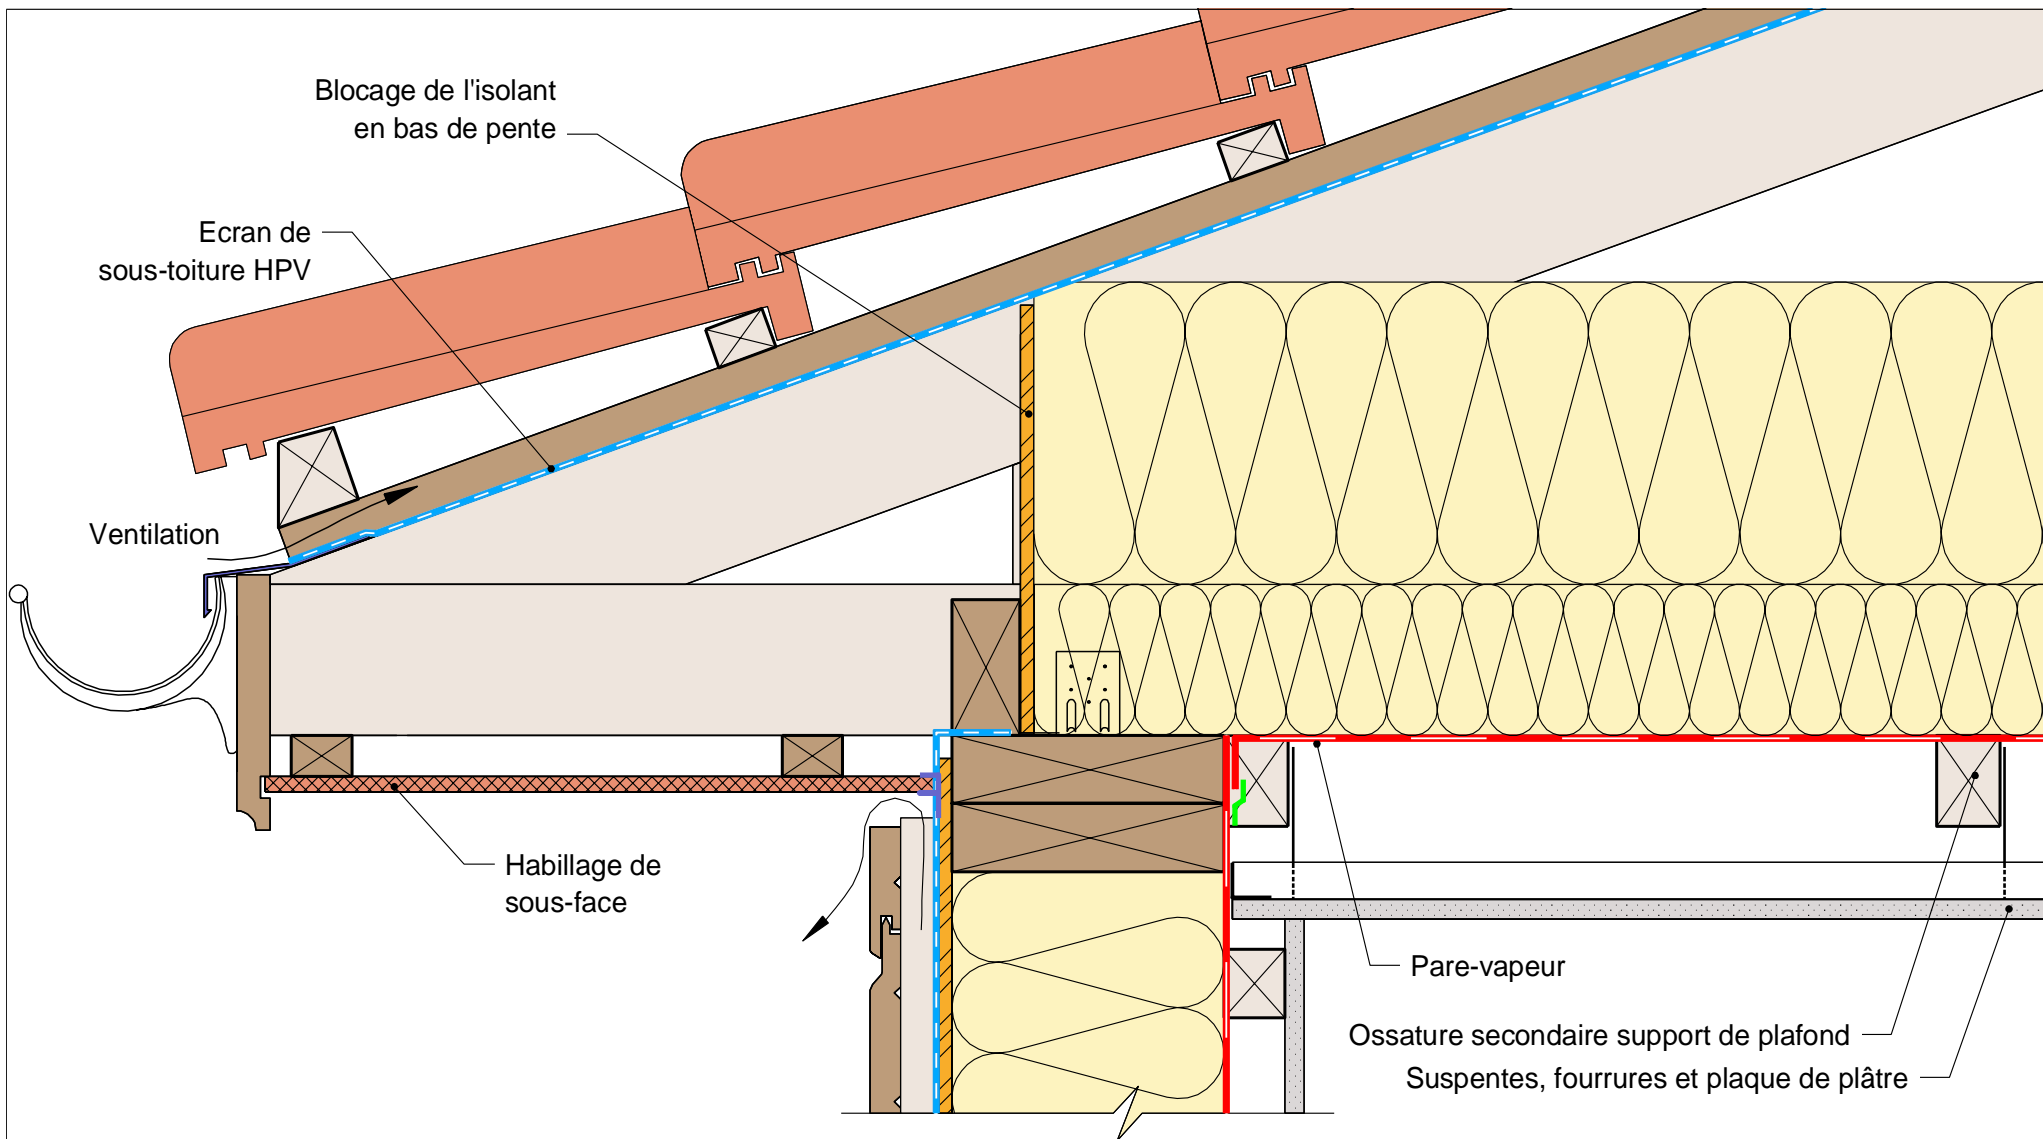 Blocage de l'isolant
en bas de pente
Ecran de
sous-toiture HPV
Ventilation
Habillage de
sous-face
Pare-vapeur
Ossature secondaire support de plafond
Suspentes, fourrures et plaque de plâtre